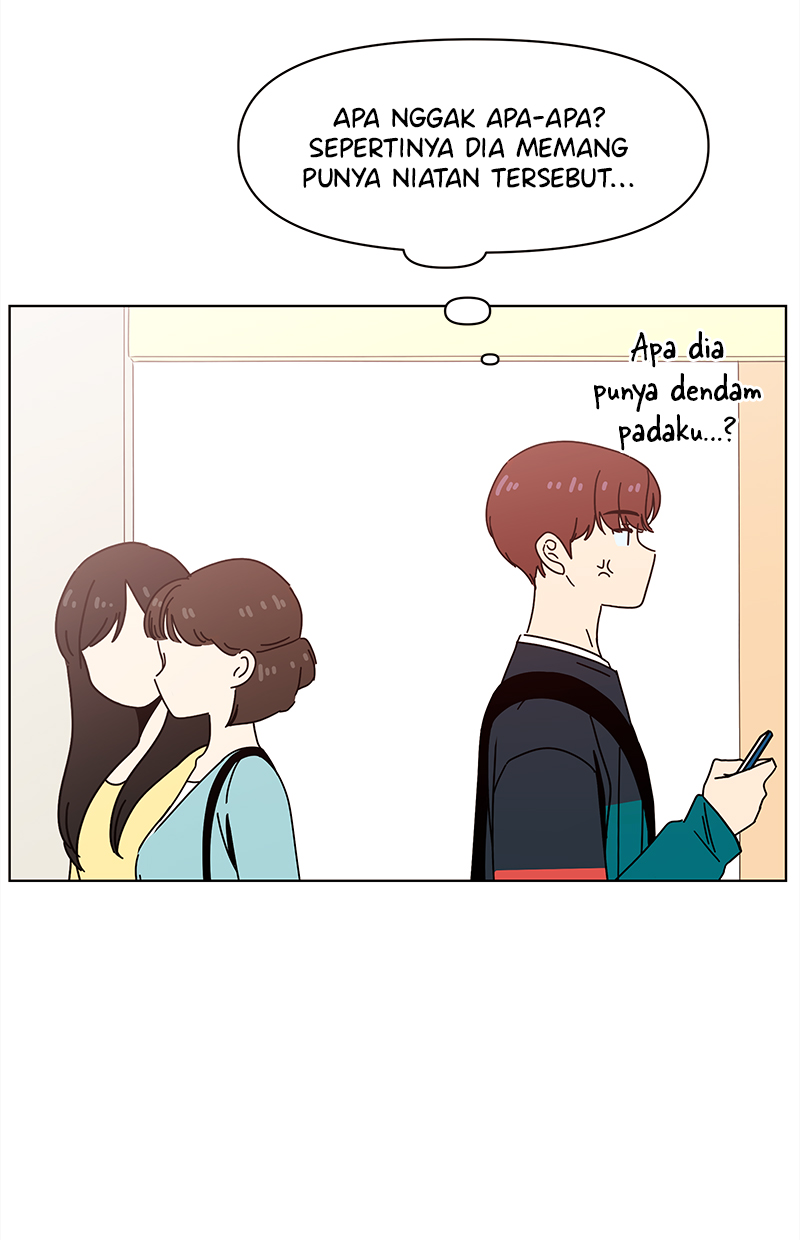 APA NGGAK APA-APA?
SEPERTINYA DIA MEMANG
PUNYA NIATAN TERSEBUT...
Apa dia
punya dendam
padaku...?